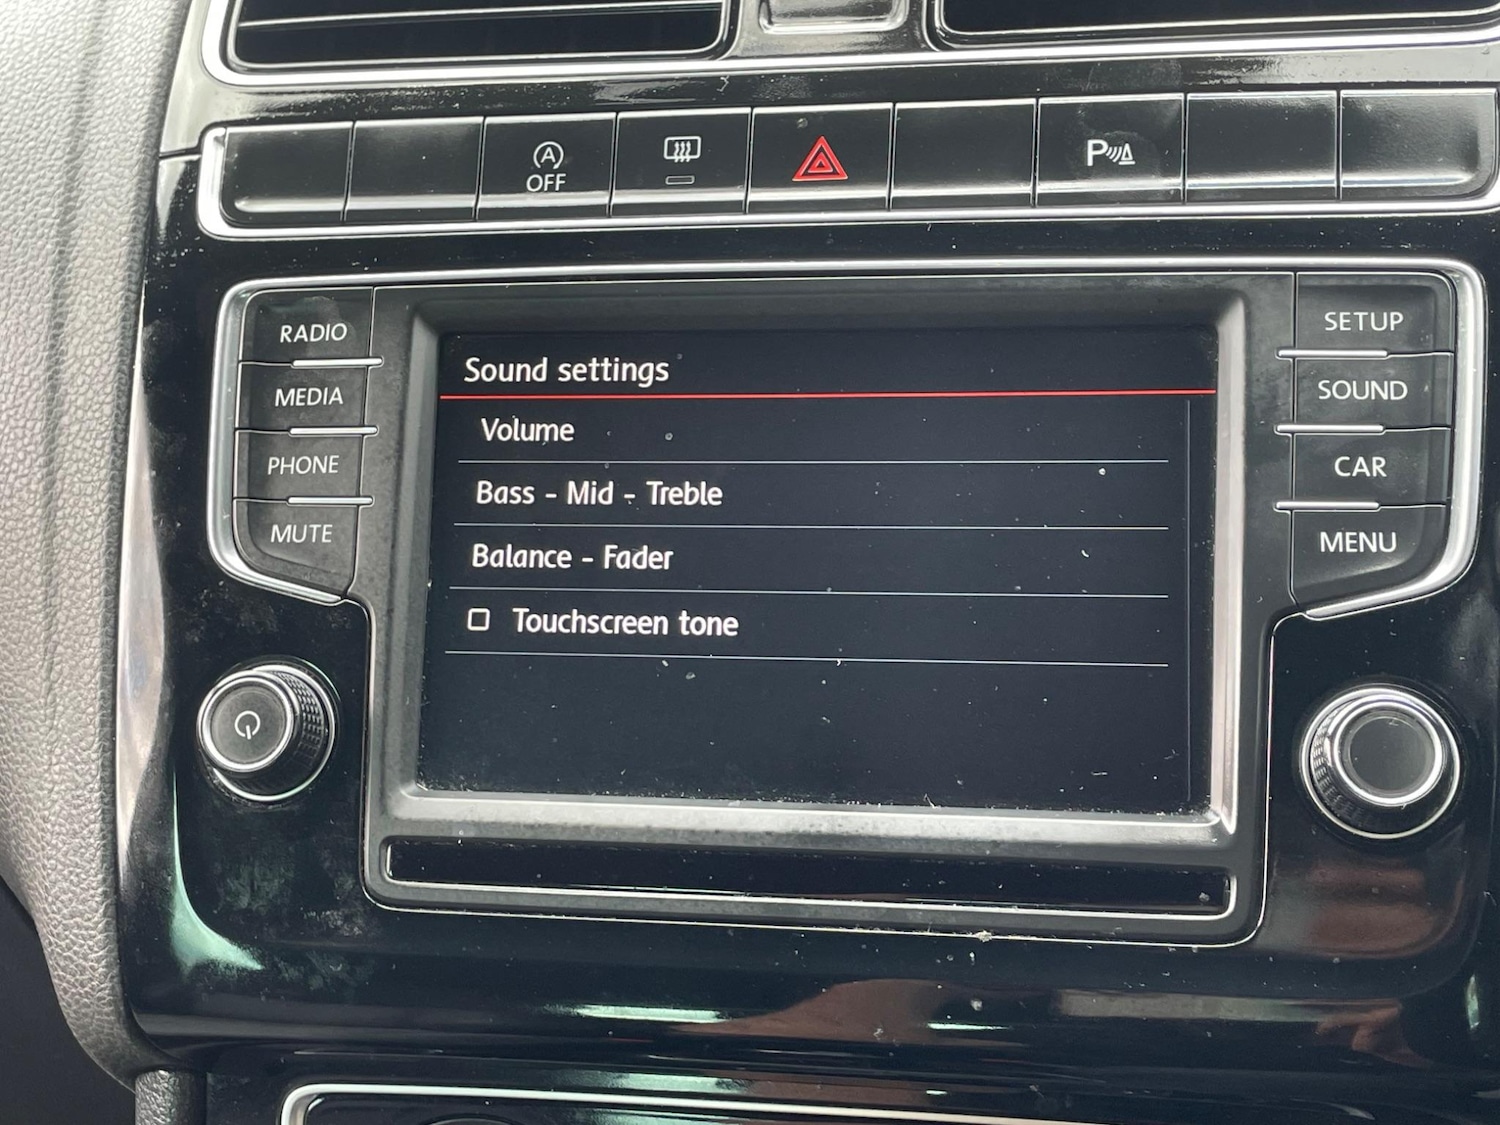 A
OFF
P
RADIO
MEDIA
PHONE
MUTE
Sound settings
Volume
Bass - Mid - Treble
Balance - Fader
Touchscreen tone
SETUP
SOUND
CAR
MENU